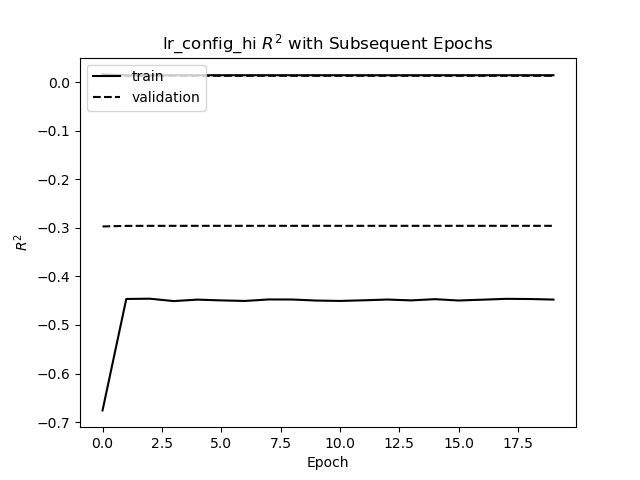 lr_config_hi R² with Subsequent Epochs
train
validation
0.0
−0.1
−0.2
−0.3
−0.4
−0.5
−0.6
−0.7
R²
0.0 2.5 5.0 7.5 10.0 12.5 15.0 17.5
Epoch